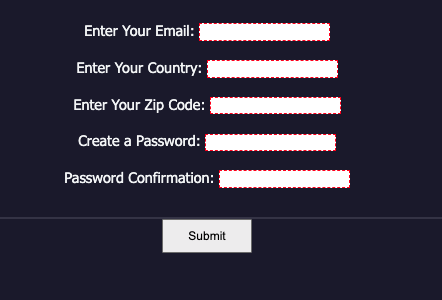 Enter Your Email:
Enter Your Country:
Enter Your Zip Code:
Create a Password:
Password Confirmation:
Submit